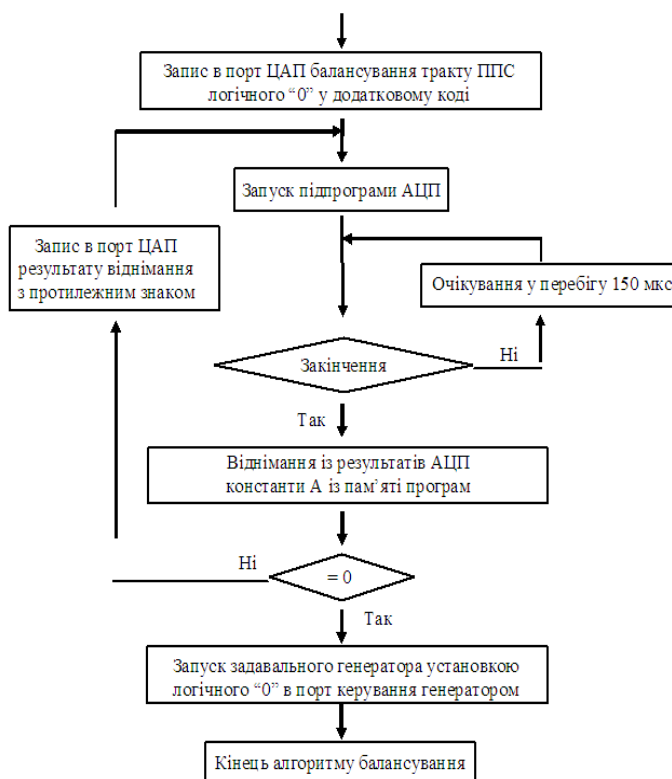 Запис в порт ЦАП балансування тракту ППС
логічного “0” у додатковому коді
Запуск підпрограми АЦП
Запис в порт ЦАП
результату віднімання
з протилежним знаком
Очікування у перебігу 150 мкс
Закінчення
Ні
Так
Віднімання із результатів АЦП
константи А із пам’яті програм
Ні
= 0
Так
Запуск задавального генератора установкою
логічного “0” в порт керування генератором
Кінець алгоритму балансування